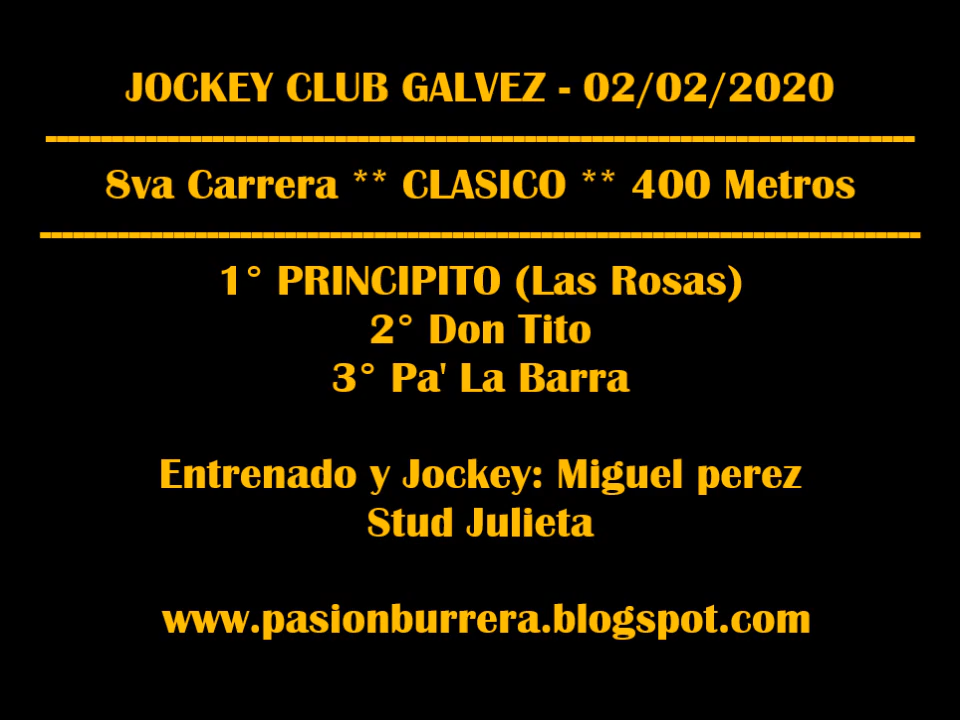 JOCKEY CLUB GALVEZ - 02/02/2020
--------------------------------------------------------------------------------
8va Carrera ** CLASICO ** 400 Metros
---------------------------------------------------------------------------------
1° PRINCIPITO (Las Rosas)
2° Don Tito
3° Pa' La Barra
Entrenado y Jockey: Miguel perez
Stud Julieta
www.pasionburrera.blogspot.com